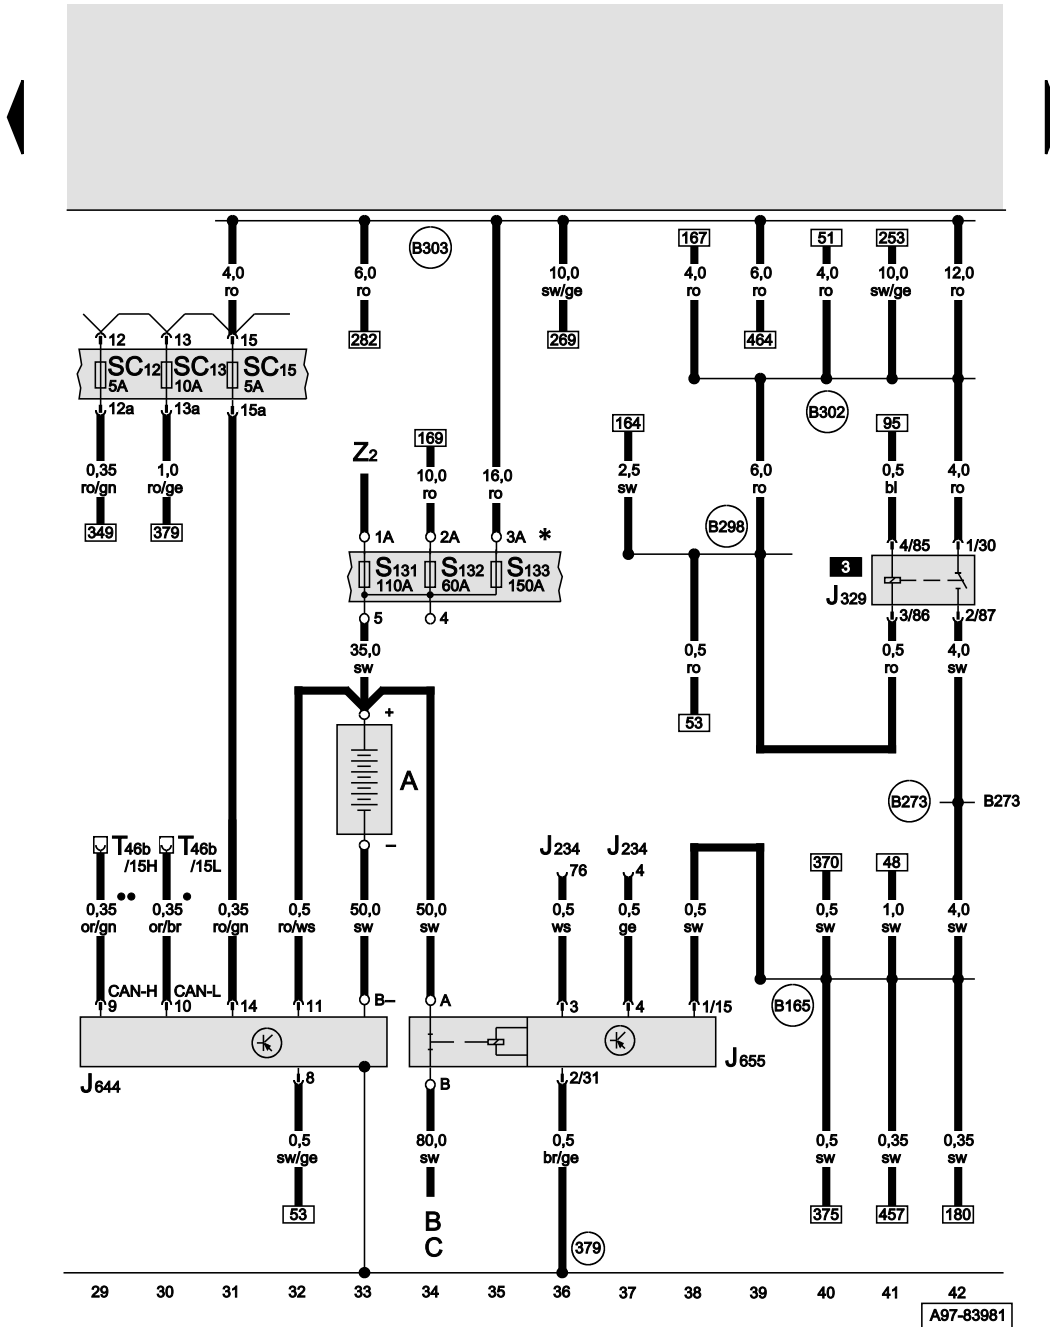 B303
167 51 253
4,0 6,0 10,0 4,0 6,0 4,0 10,0 12,0
ro ro sw/ge ro ro ro sw/ge ro
12 13 15 282 269 464
SC12 SC13 SC15
5A 10A 5A
12a 13a 15a B302
164 95
169
Z2
0,35 1,0 10,0 16,0 2,5 6,0 0,5 4,0
ro/gn ro/ge ro ro sw ro bl ro
349 379 B298
1A 2A 3A *
4/85 1/30
S131 S132 S133 3
110A 60A 150A J329
5 4 3/86 2/87
35,0 0,5 0,5 4,0
sw ro ro sw
+ 53
A
B273 B273
–
T46b T46b J234 J234
/15H /15L 76 4 370 48
0,35 0,35 0,35 0,5 50,0 50,0 0,5 0,5 0,5 0,5 1,0 4,0
or/gn or/br ro/gn ro/ws sw sw ws ge sw sw sw sw
CAN-H CAN-L
9 10 14 11 B– A 3 4 1/15 B165
J655
J644 8 B 2/31
0,5 80,0 0,5 0,5 0,35 0,35
sw/ge sw br/ge sw sw sw
53 375 457 180
B
C 379
29 30 31 32 33 34 35 36 37 38 39 40 41 42
A97-83981